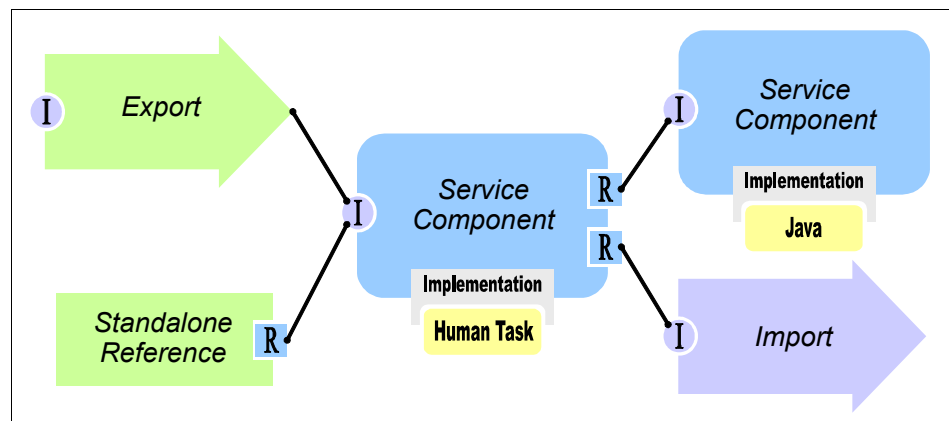 I
Export
Standalone
Reference
R
I
Service
Component
R
R
Implementation
Human Task
I
Service
Component
Implementation
Java
I
Import